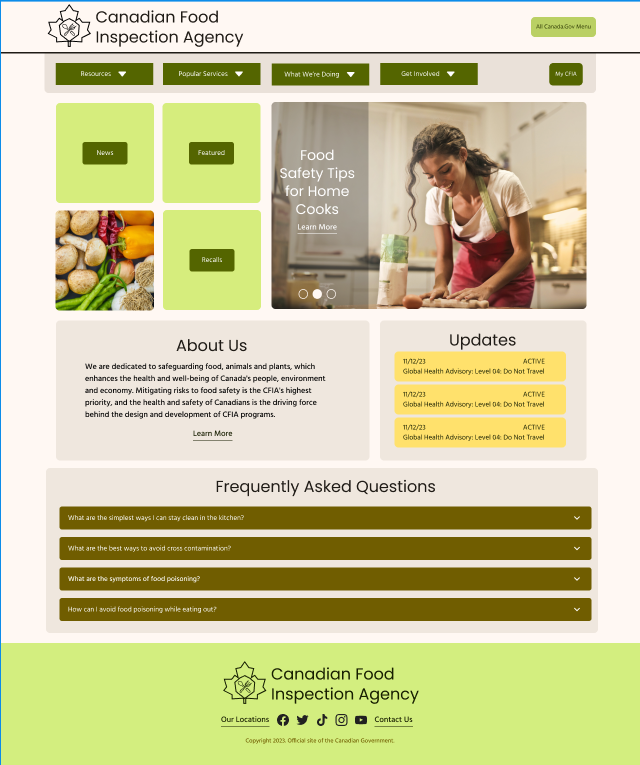 Canadian Food
Inspection Agency
All Canada.Gov Menu
Resources
Popular Services
What We're Doing
Get Involved
My CFIA
News
Featured
Recalls
Food
Safety Tips
for Home
Cooks
Learn More
About Us
We are dedicated to safeguarding food, animals and plants, which
enhances the health and well-being of Canada's people, environment
and economy. Mitigating risks to food safety is the CFIA's highest
priority, and the health and safety of Canadians is the driving force
behind the design and development of CFIA programs.
Learn More
Updates
11/12/23 ACTIVE
Global Health Advisory: Level 04: Do Not Travel
11/12/23 ACTIVE
Global Health Advisory: Level 04: Do Not Travel
11/12/23 ACTIVE
Global Health Advisory: Level 04: Do Not Travel
Frequently Asked Questions
What are the simplest ways I can stay clean in the kitchen?
What are the best ways to avoid cross contamination?
What are the symptoms of food poisoning?
How can I avoid food poisoning while eating out?
Canadian Food
Inspection Agency
Our Locations
Contact Us
Copyright 2023. Official site of the Canadian Government.